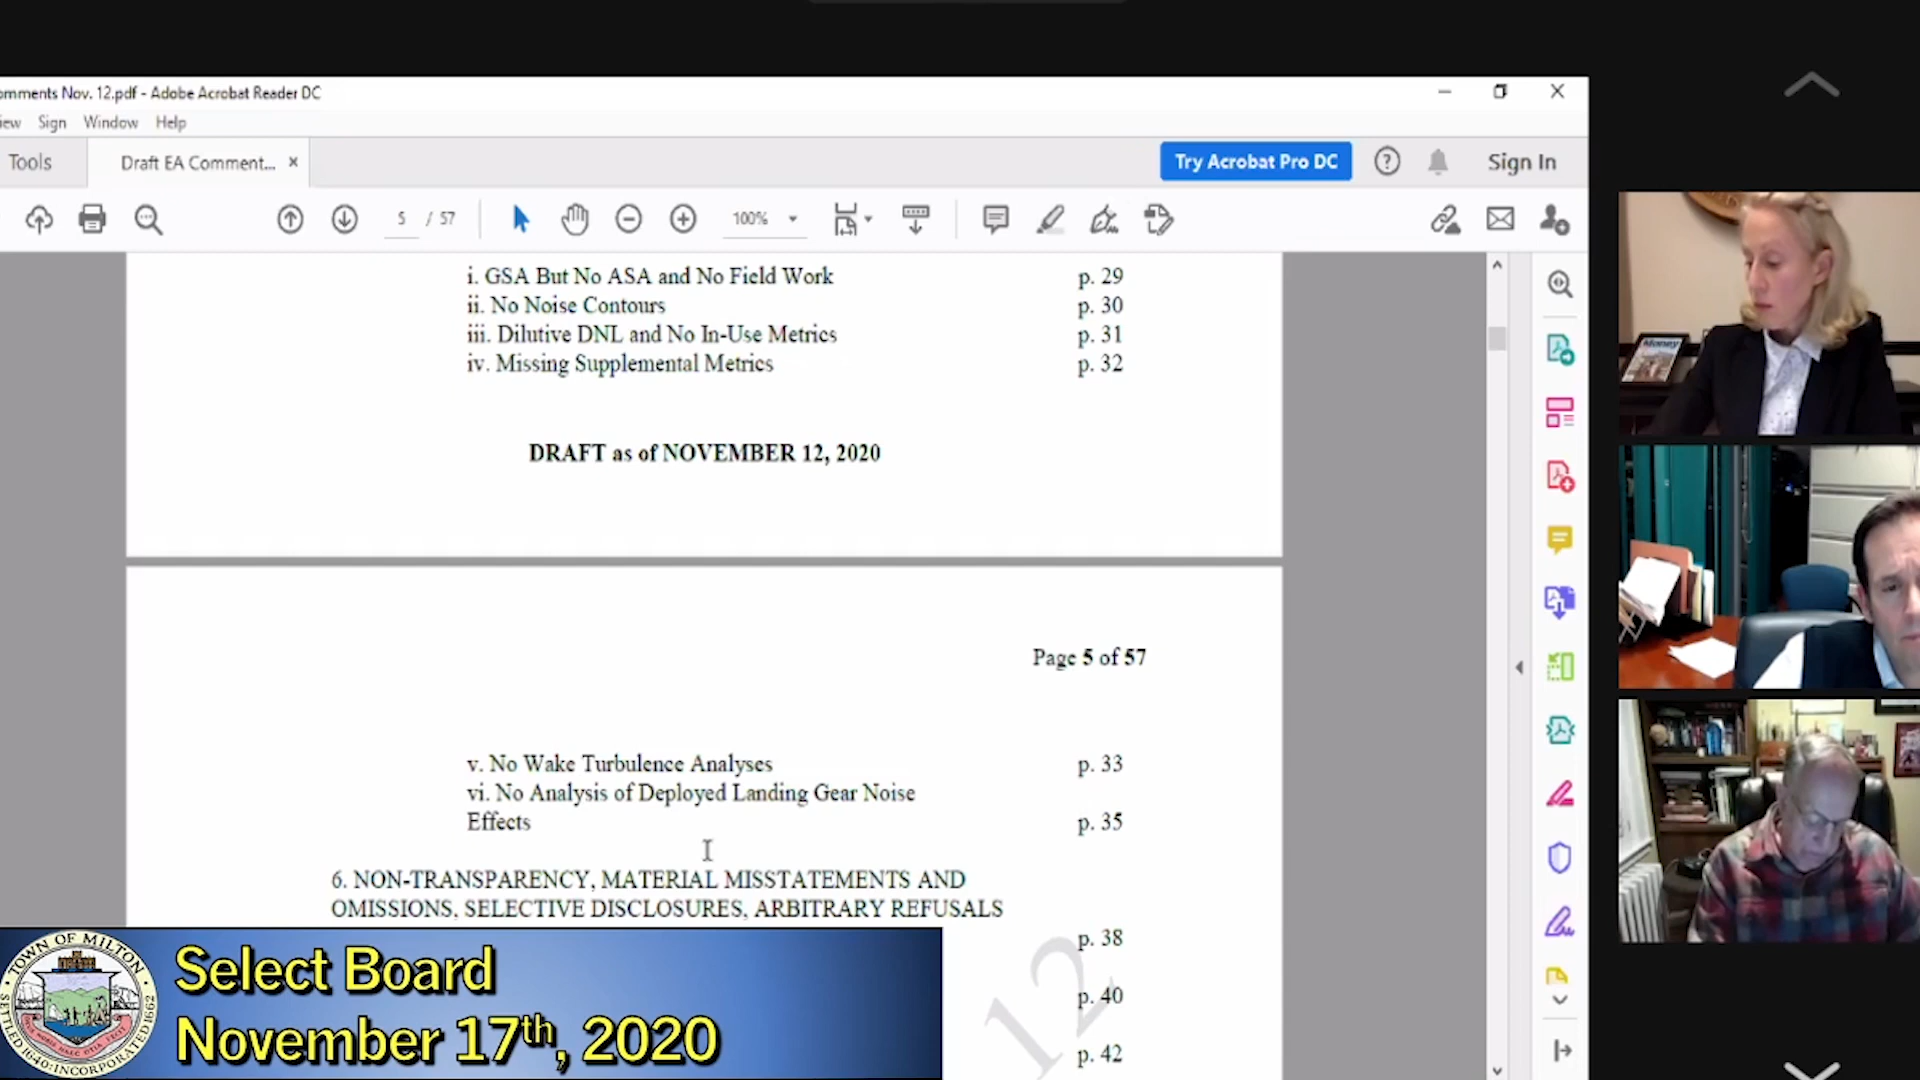 omments Nov. 12.pdf - Adobe Acrobat Reader DC
iew Sign Window Help
Tools
Draft EA Comment... ×
Try Acrobat Pro DC
Sign In
5 / 57
100%
i. GSA But No ASA and No Field Work p. 29
ii. No Noise Contours p. 30
iii. Dilutive DNL and No In-Use Metrics p. 31
iv. Missing Supplemental Metrics p. 32
DRAFT as of NOVEMBER 12, 2020
Page 5 of 57
v. No Wake Turbulence Analyses p. 33
vi. No Analysis of Deployed Landing Gear Noise
Effects p. 35
6. NON-TRANSPARENCY, MATERIAL MISSTATEMENTS AND
OMISSIONS, SELECTIVE DISCLOSURES, ARBITRARY REFUSALS
p. 38
p. 40
p. 42
12
TOWN OF MILTON
SETTLED 1640: INCORPORATED 1662
Select Board
November 17th, 2020
Money